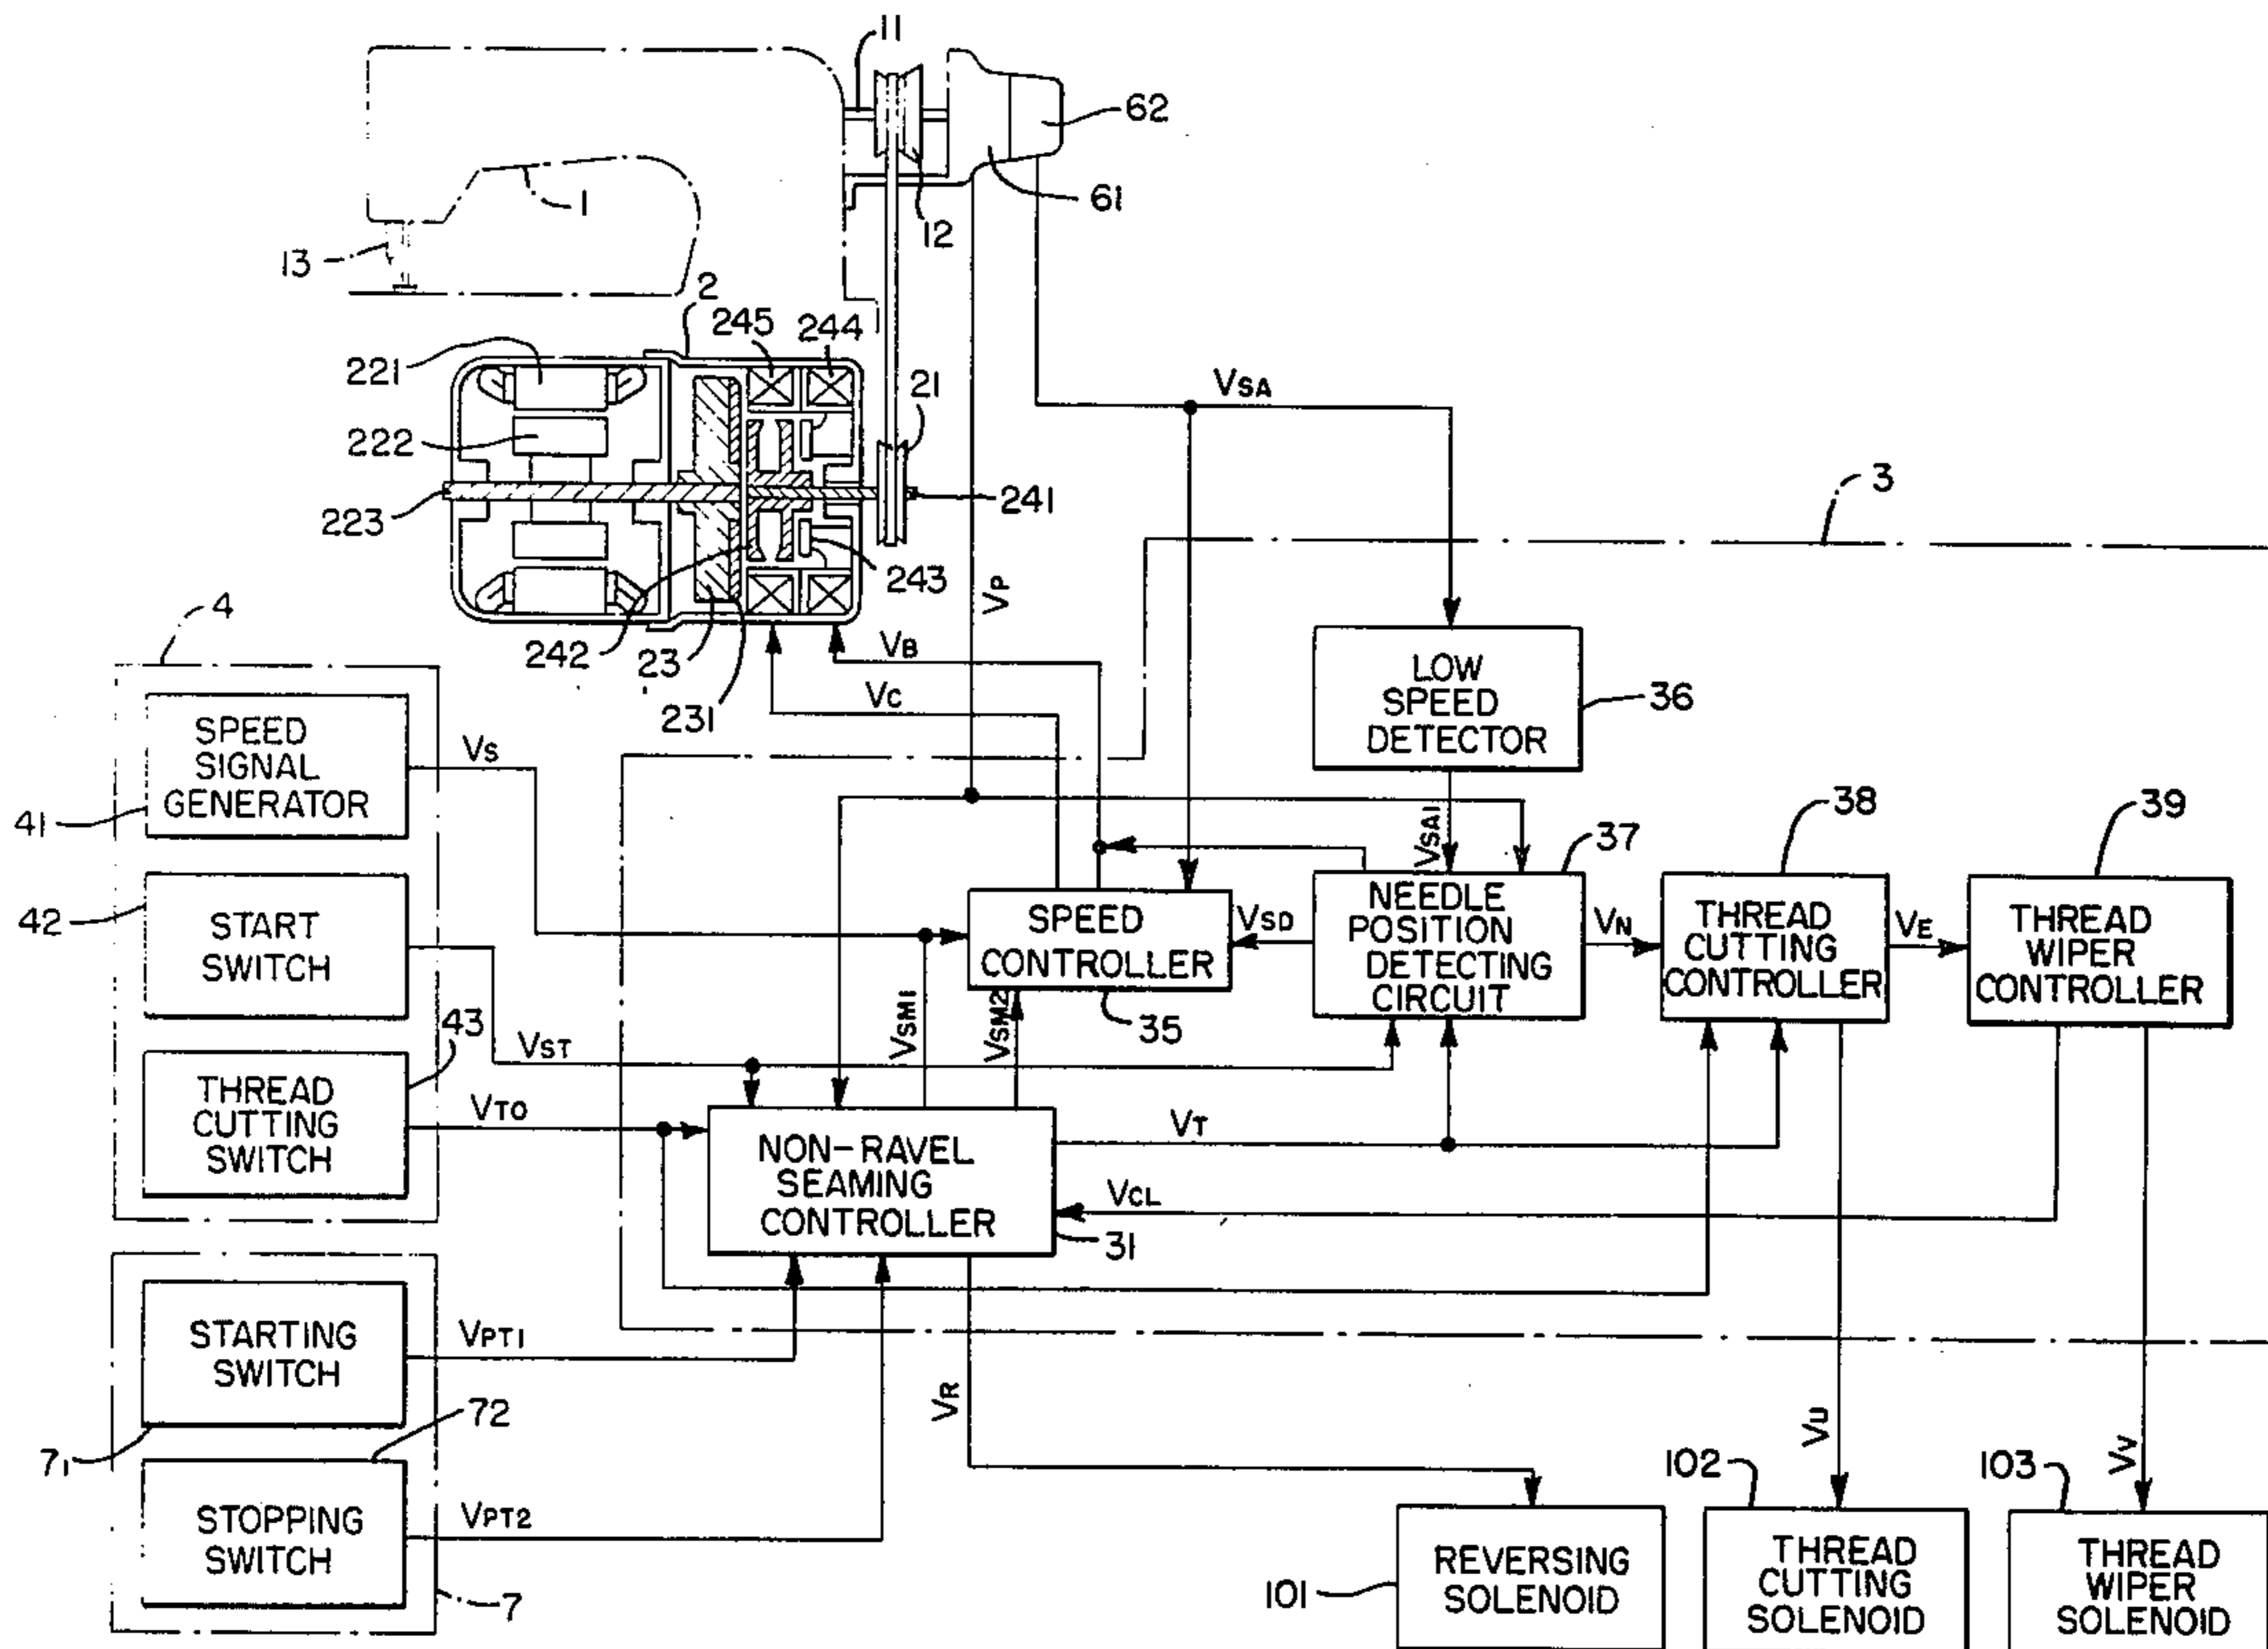 11
62
1
12
61
13
2
245
244
221
21
VSA
222
223
241
3
243
VP
4
242
23
231
VB
VC
LOW
SPEED
DETECTOR
36
SPEED
SIGNAL
GENERATOR
41
VS
VSA1
37
38
39
START
SWITCH
42
SPEED
CONTROLLER
35
VSD
NEEDLE
POSITION
DETECTING
CIRCUIT
VN
THREAD
CUTTING
CONTROLLER
VE
THREAD
WIPER
CONTROLLER
43
VSM1
VSM2
VST
THREAD
CUTTING
SWITCH
VTO
NON-RAVEL
SEAMING
CONTROLLER
31
VT
VCL
STARTING
SWITCH
71
VPT1
VR
VU
VV
72
STOPPING
SWITCH
VPT2
7
101
REVERSING
SOLENOID
102
THREAD
CUTTING
SOLENOID
103
THREAD
WIPER
SOLENOID